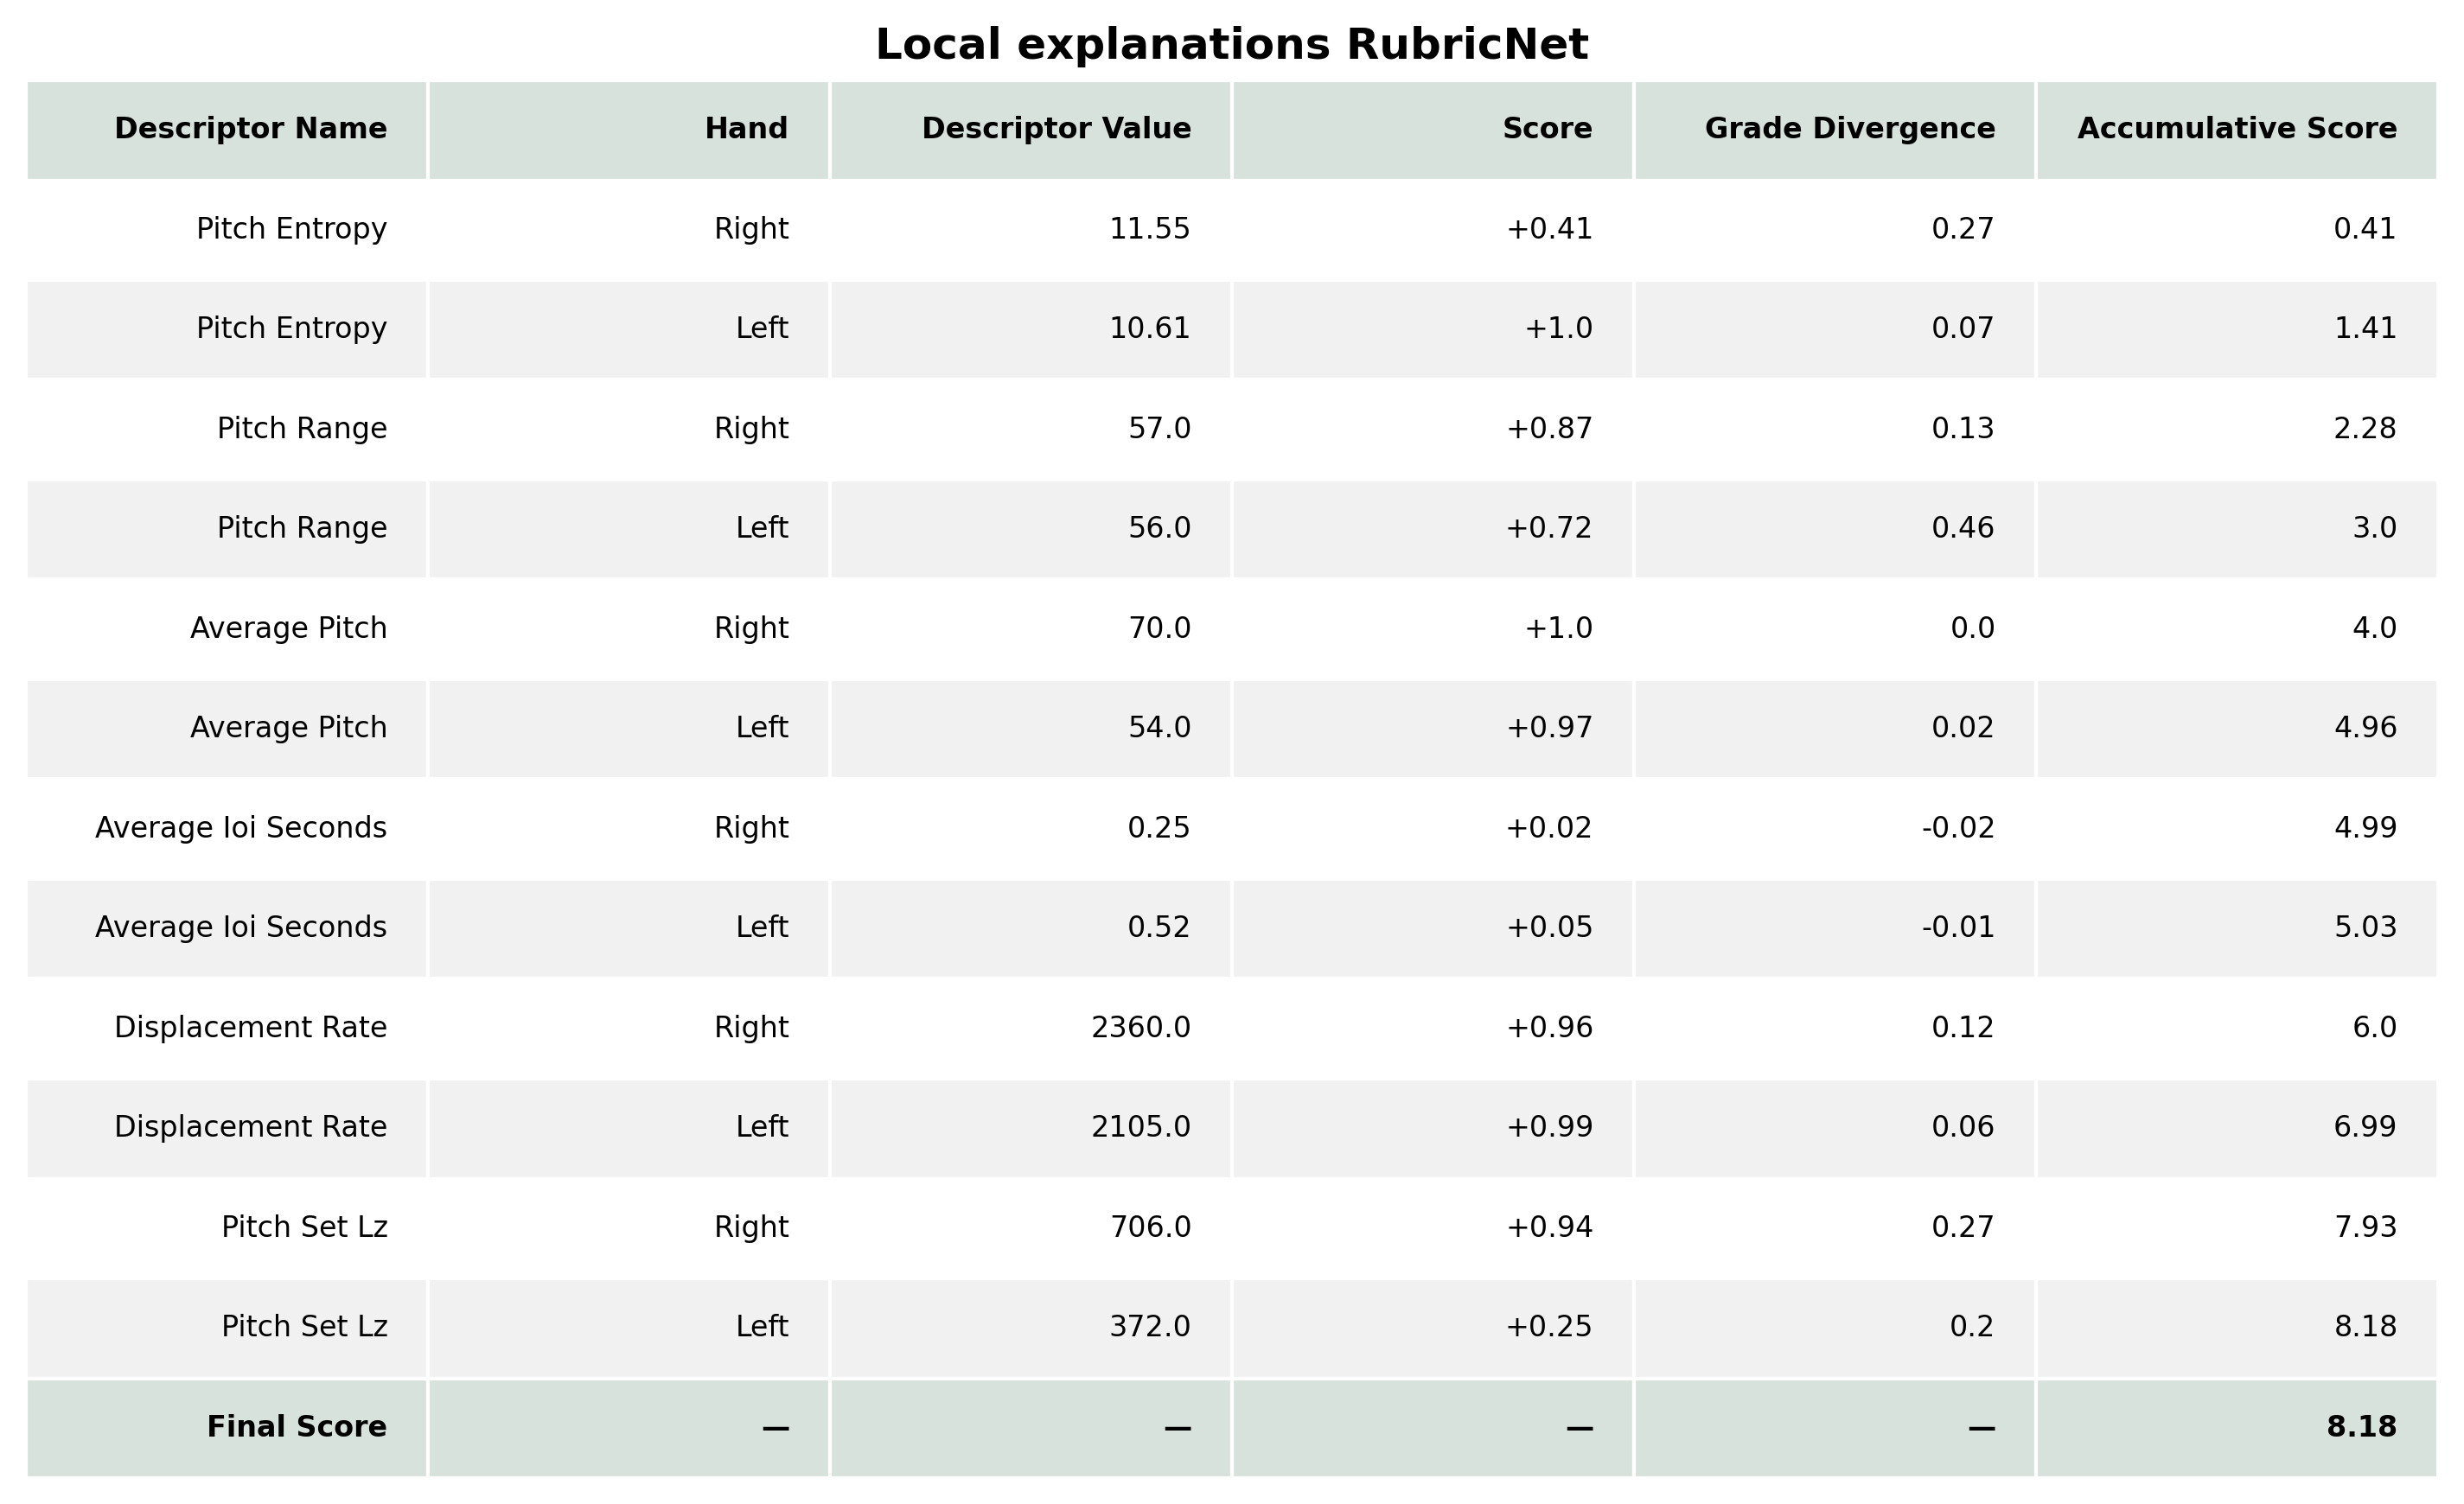 Local explanations RubricNet
Descriptor Name Hand Descriptor Value Score Grade Divergence Accumulative Score
Pitch Entropy Right 11.55 +0.41 0.27 0.41
Pitch Entropy Left 10.61 +1.0 0.07 1.41
Pitch Range Right 57.0 +0.87 0.13 2.28
Pitch Range Left 56.0 +0.72 0.46 3.0
Average Pitch Right 70.0 +1.0 0.0 4.0
Average Pitch Left 54.0 +0.97 0.02 4.96
Average Ioi Seconds Right 0.25 +0.02 -0.02 4.99
Average Ioi Seconds Left 0.52 +0.05 -0.01 5.03
Displacement Rate Right 2360.0 +0.96 0.12 6.0
Displacement Rate Left 2105.0 +0.99 0.06 6.99
Pitch Set Lz Right 706.0 +0.94 0.27 7.93
Pitch Set Lz Left 372.0 +0.25 0.2 8.18
Final Score — — — — 8.18